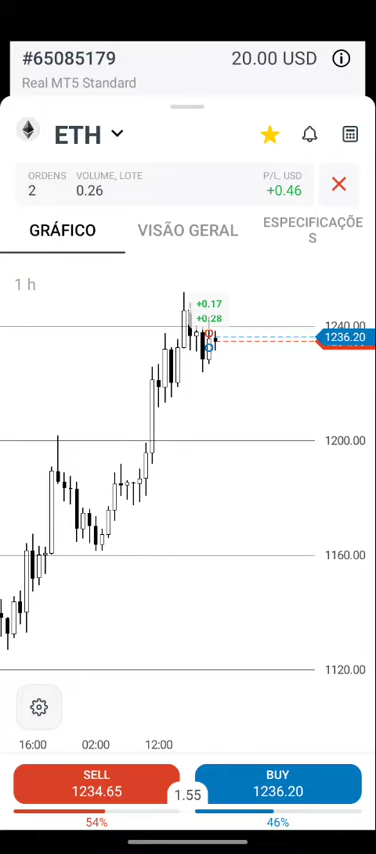 #65085179 20.00 USD
Real MT5 Standard
ETH
ORDENS VOLUME, LOTE P/L, USD
2 0.26 +0.46
GRÁFICO VISÃO GERAL ESPECIFICAÇÕE
S
1 h
+0.17
+0.28
1240.00
1236.20
1200.00
1160.00
1120.00
16:00 02:00 12:00
SELL BUY
1234.65 1.55 1236.20
54% 46%